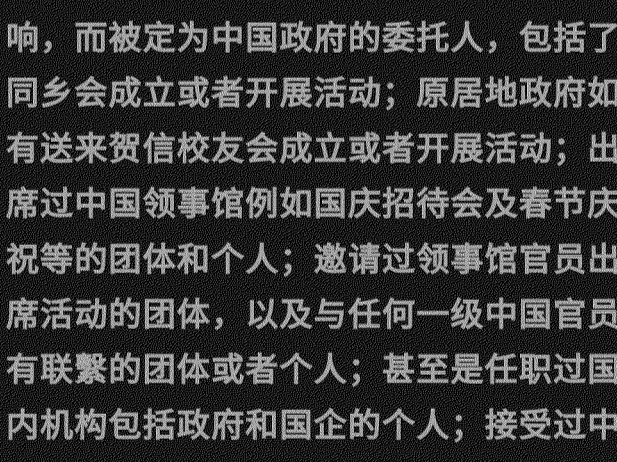 响，而被定为中国政府的委托人，包括了
同乡会成立或者开展活动；原居地政府如
有送来贺信校友会成立或者开展活动；出
席过中国领事馆例如国庆招待会及春节庆
祝等的团体和个人；邀请过领事馆官员出
席活动的团体，以及与任何一级中国官员
有联繫的团体或者个人；甚至是任职过国
内机构包括政府和国企的个人；接受过中